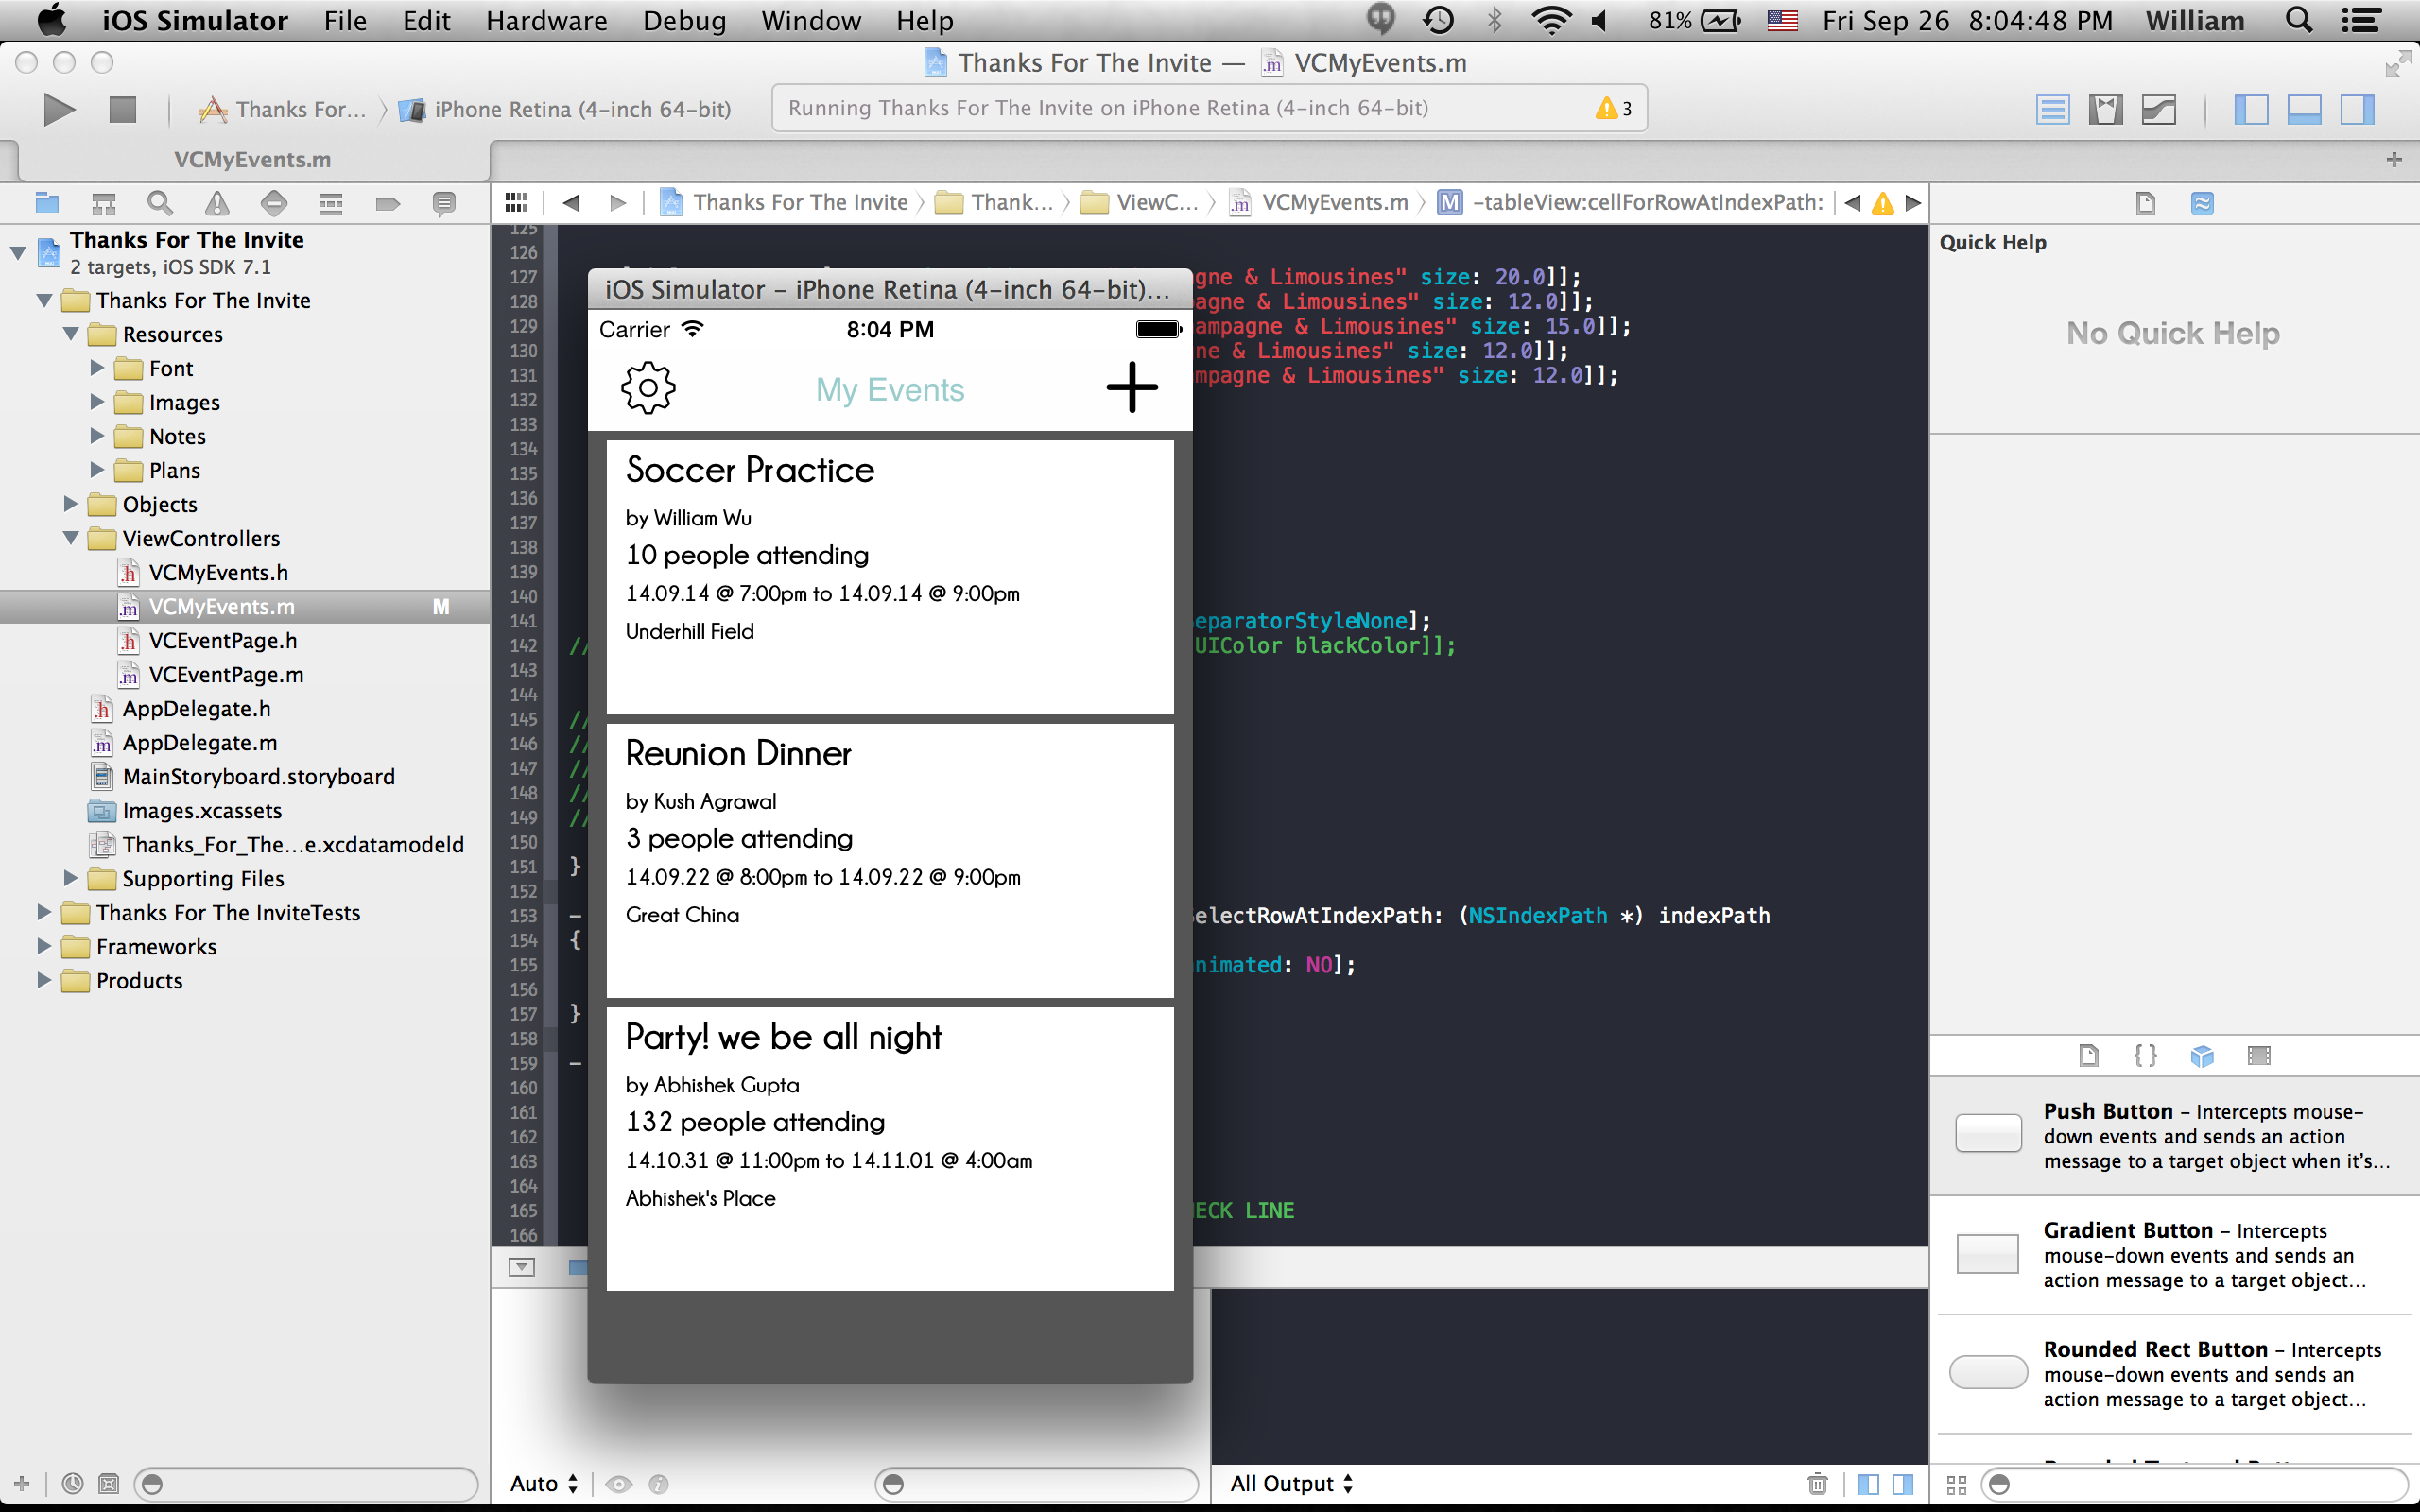 iOS Simulator File Edit Hardware Debug Window Help 81% Fri Sep 26 8:04:48 PM William
Thanks For The Invite — VCMyEvents.m
Thanks For... iPhone Retina (4-inch 64-bit) Running Thanks For The Invite on iPhone Retina (4-inch 64-bit) 3
VCMyEvents.m
Thanks For The Invite Thank... ViewC... VCMyEvents.m M -tableView:cellForRowAtIndexPath:
Thanks For The Invite
2 targets, iOS SDK 7.1
Thanks For The Invite
Resources
Font
Images
Notes
Plans
Objects
ViewControllers
VCMyEvents.h
VCMyEvents.m M
VCEventPage.h
VCEventPage.m
AppDelegate.h
AppDelegate.m
MainStoryboard.storyboard
Images.xcassets
Thanks_For_The...e.xcdatamodeld
Supporting Files
Thanks For The InviteTests
Frameworks
Products
125
126
127 gne & Limousines" size: 20.0]];
128 agne & Limousines" size: 12.0]];
129 ampagne & Limousines" size: 15.0]];
130 ne & Limousines" size: 12.0]];
131 mpagne & Limousines" size: 12.0]];
132
133
134
135
136
137
138
139
140
141 eparatorStyleNone];
142 // UIColor blackColor]];
143
144
145 //
146 //
147 //
148 //
149 //
150
151 }
152
153 - electRowAtIndexPath: (NSIndexPath *) indexPath
154 {
155 nimated: NO];
156
157 }
158
159 -
160
161
162
163
164
165 ECK LINE
166
iOS Simulator - iPhone Retina (4-inch 64-bit)...
Carrier 8:04 PM
My Events
Soccer Practice
by William Wu
10 people attending
14.09.14 @ 7:00pm to 14.09.14 @ 9:00pm
Underhill Field
Reunion Dinner
by Kush Agrawal
3 people attending
14.09.22 @ 8:00pm to 14.09.22 @ 9:00pm
Great China
Party! we be all night
by Abhishek Gupta
132 people attending
14.10.31 @ 11:00pm to 14.11.01 @ 4:00am
Abhishek's Place
Auto
All Output
Quick Help
No Quick Help
{ }
Push Button - Intercepts mouse-
down events and sends an action
message to a target object when it's...
Gradient Button - Intercepts
mouse-down events and sends an
action message to a target object...
Rounded Rect Button - Intercepts
mouse-down events and sends an
action message to a target object...